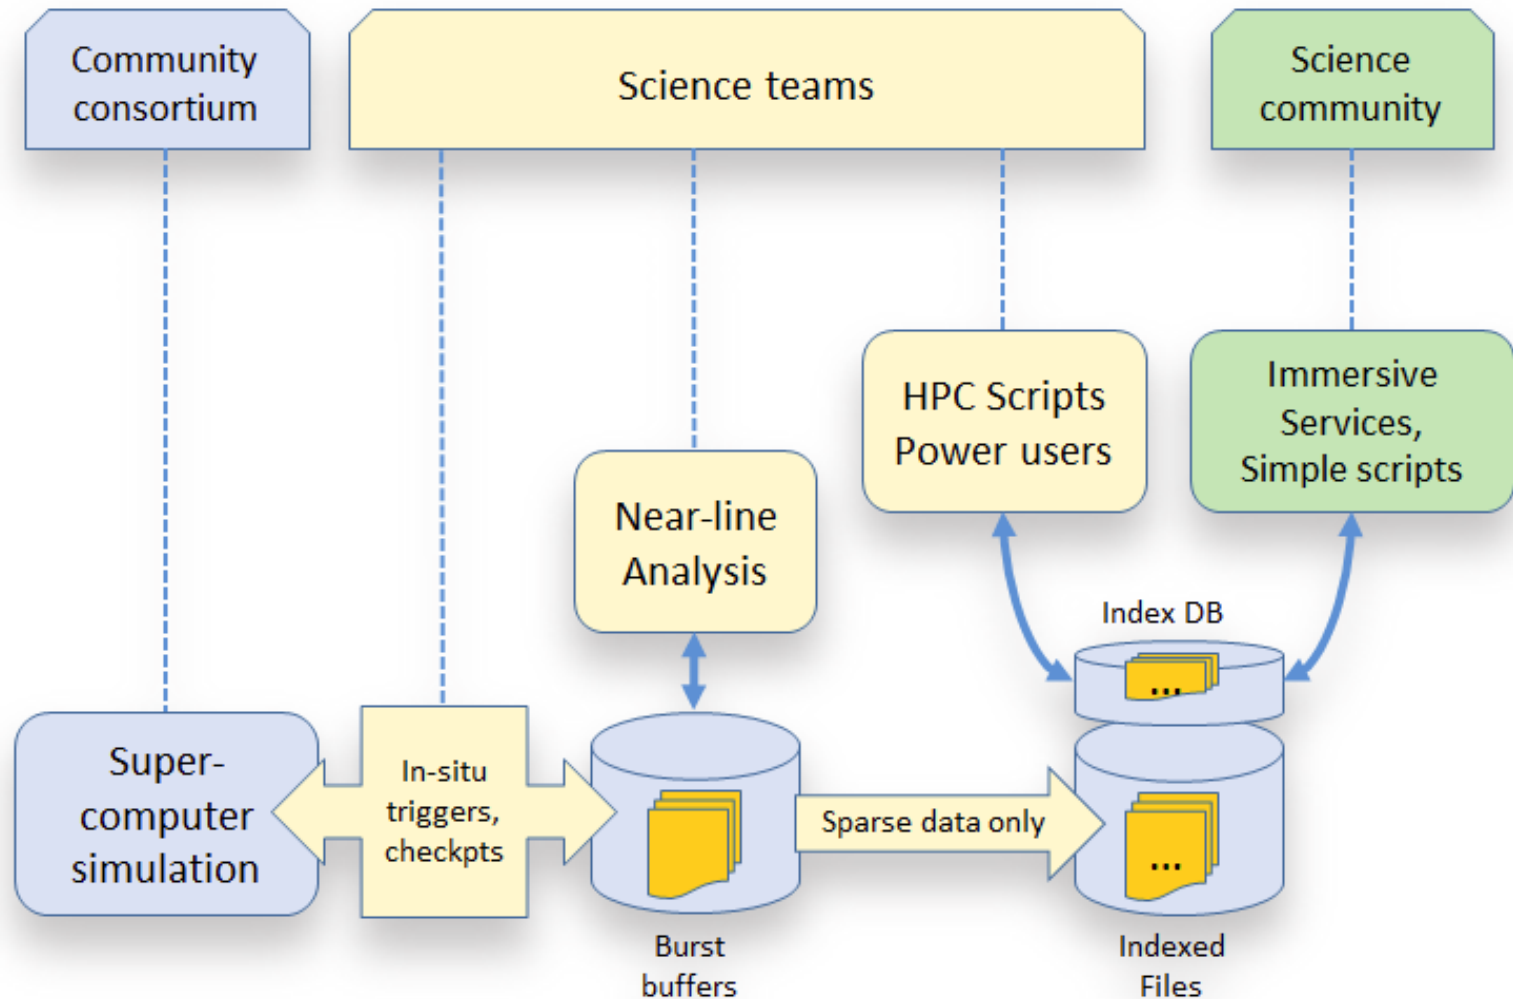 Community
consortium
Science teams
Science
community
HPC Scripts
Power users
Immersive
Services,
Simple scripts
Near-line
Analysis
Index DB
...
Super-
computer
simulation
In-situ
triggers,
checkpts
Sparse data only
...
Burst
buffers
Indexed
Files